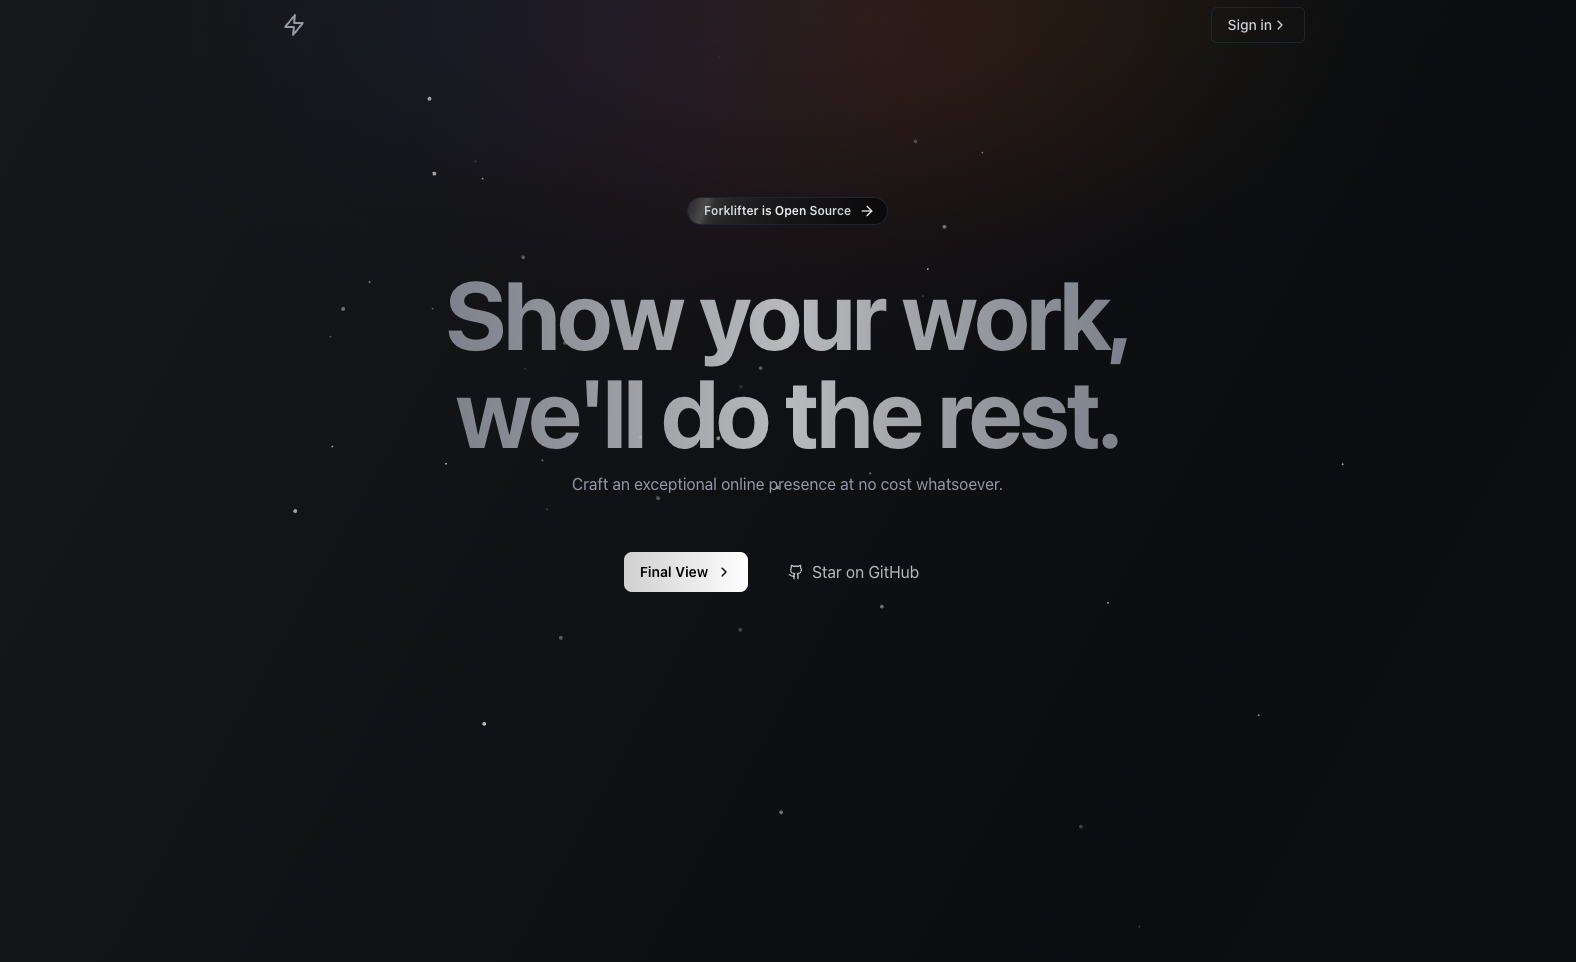 Sign in
Forklifter is Open Source
Show your work,
we'll do the rest.
Craft an exceptional online presence at no cost whatsoever.
Final View
Star on GitHub